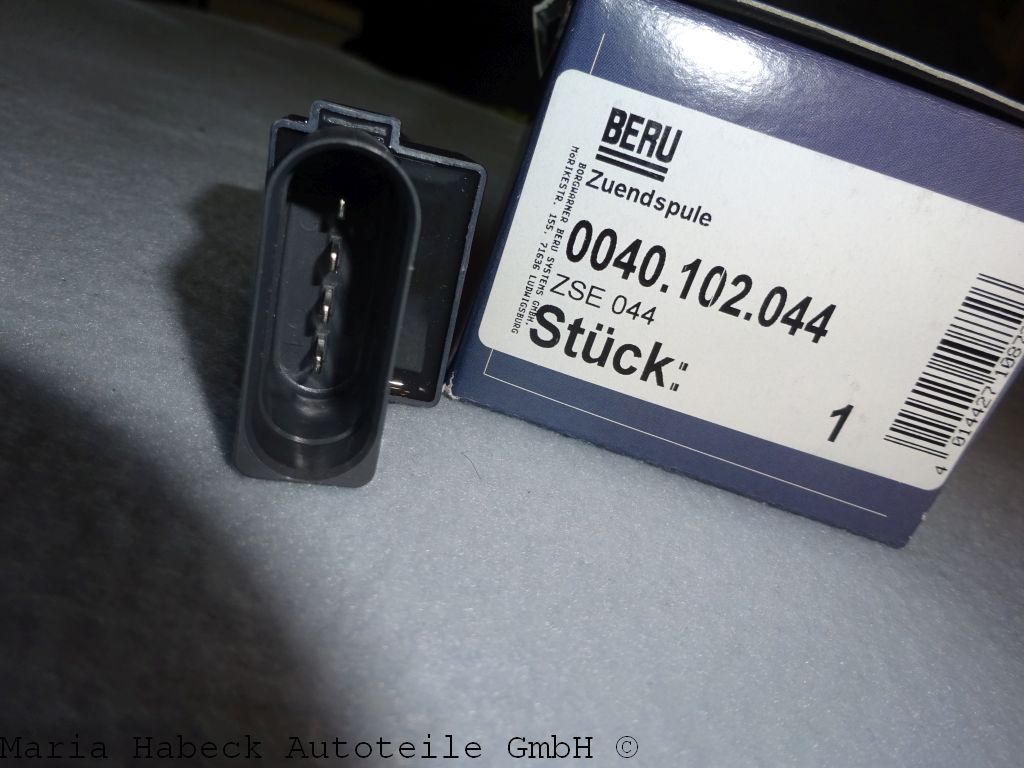 BERU
Zuendspule
BORGWARNER BERU SYSTEMS GMBH,
MöRIKESTR. 155, 71636 LUDWIGSBURG
0040.102.044
ZSE 044
Stück:
1
Maria Habeck Autoteile GmbH ©